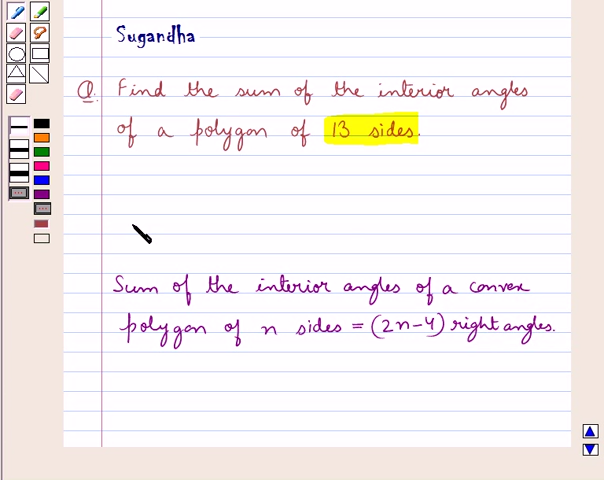 Sugandha
Q. Find the sum of the interior angles
of a polygon of 13 sides.
Sum of the interior angles of a convex
polygon of n sides = (2n-4) right angles.